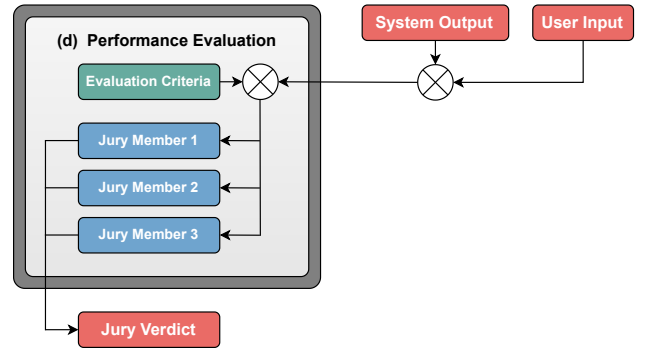 System Output
User Input
(d) Performance Evaluation
Evaluation Criteria
Jury Member 1
Jury Member 2
Jury Member 3
Jury Verdict